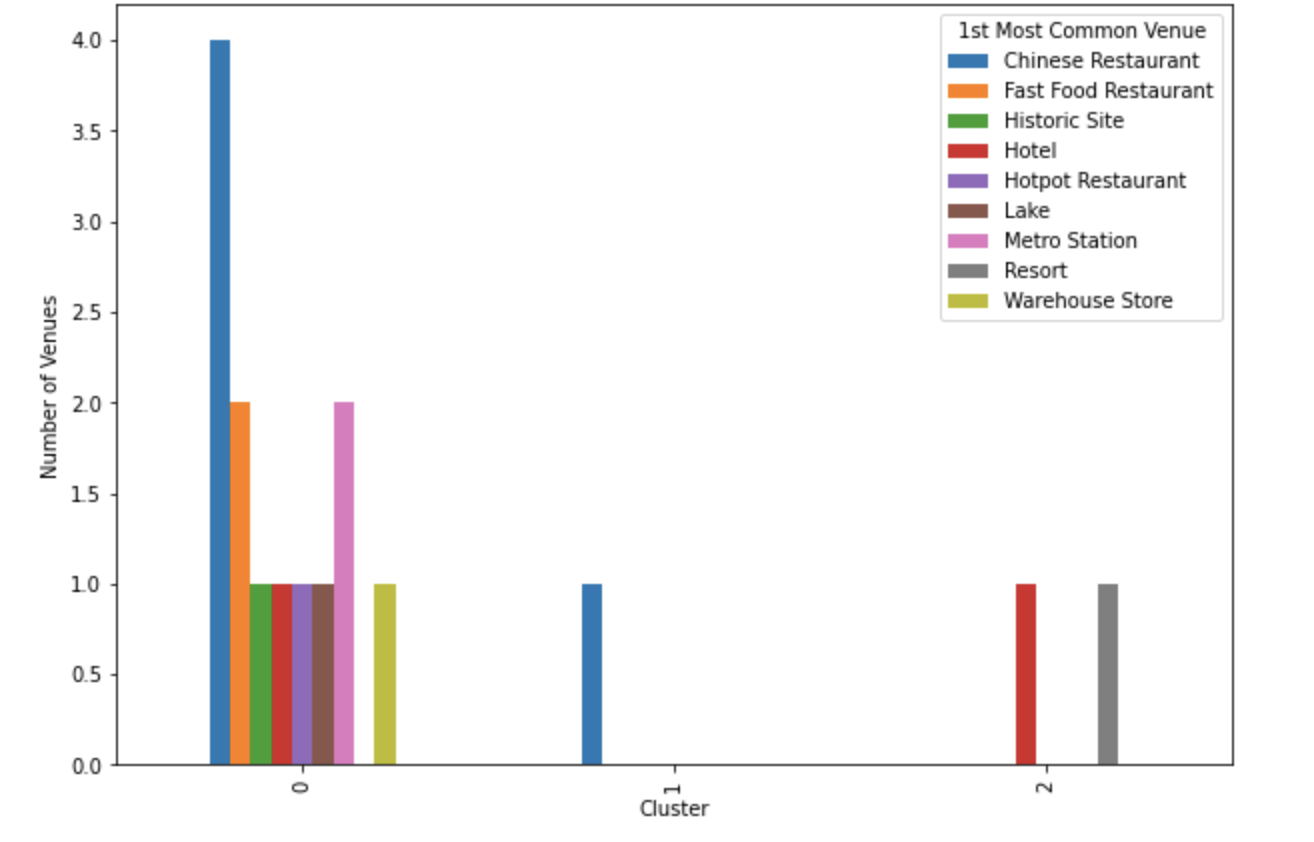 1st Most Common Venue
Chinese Restaurant
Fast Food Restaurant
Historic Site
Hotel
Hotpot Restaurant
Lake
Metro Station
Resort
Warehouse Store
Number of Venues
4.0
3.5
3.0
2.5
2.0
1.5
1.0
0.5
0.0
0
1
2
Cluster